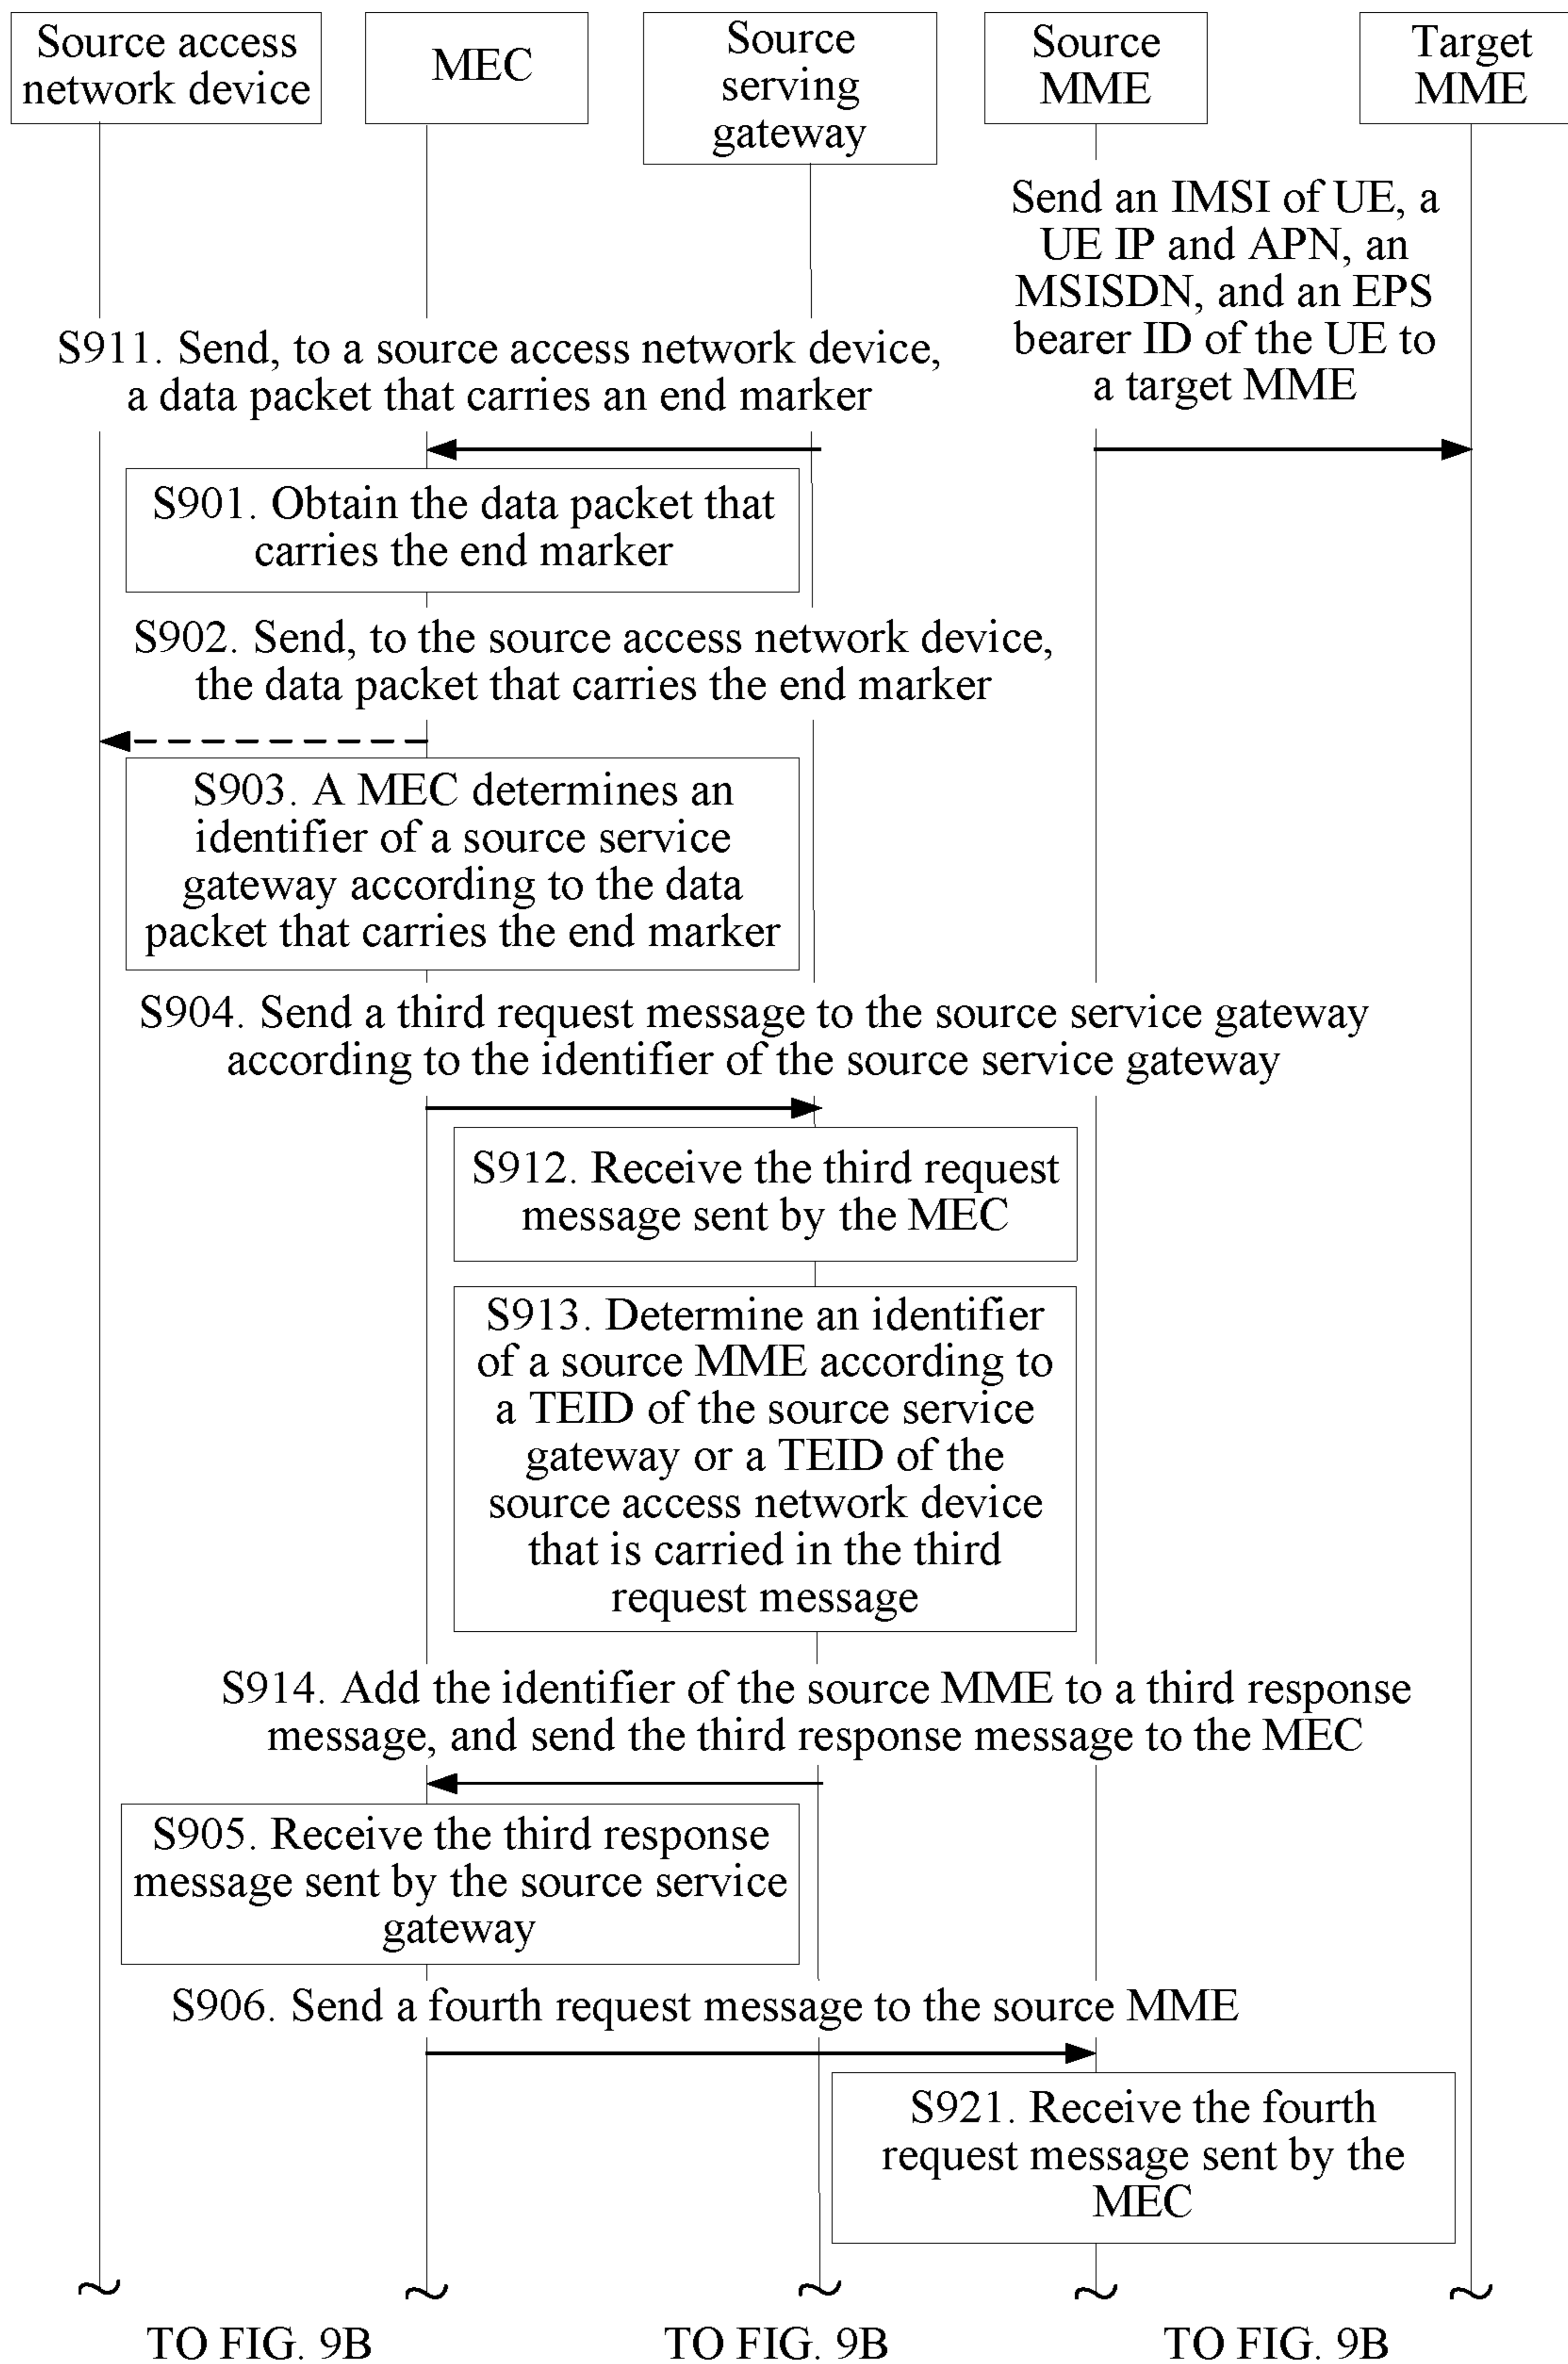 Source access
network device
MEC
Source
serving
gateway
Source
MME
Target
MME
Send an IMSI of UE, a
UE IP and APN, an
MSISDN, and an EPS
bearer ID of the UE to
a target MME
S911. Send, to a source access network device,
a data packet that carries an end marker
S901. Obtain the data packet that
carries the end marker
S902. Send, to the source access network device,
the data packet that carries the end marker
S903. A MEC determines an
identifier of a source service
gateway according to the data
packet that carries the end marker
S904. Send a third request message to the source service gateway
according to the identifier of the source service gateway
S912. Receive the third request
message sent by the MEC
S913. Determine an identifier
of a source MME according to
a TEID of the source service
gateway or a TEID of the
source access network device
that is carried in the third
request message
S914. Add the identifier of the source MME to a third response
message, and send the third response message to the MEC
S905. Receive the third response
message sent by the source service
gateway
S906. Send a fourth request message to the source MME
S921. Receive the fourth
request message sent by the
MEC
TO FIG. 9B
TO FIG. 9B
TO FIG. 9B